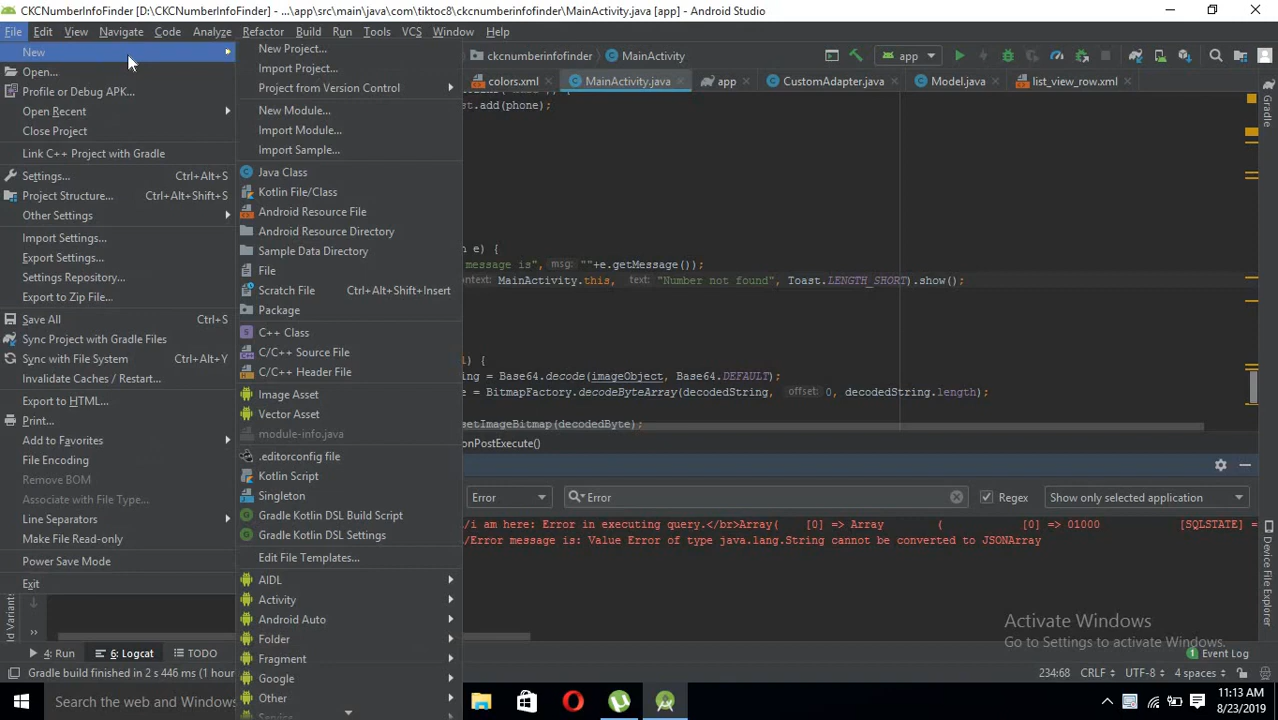 CKCNumberInfoFinder [D:\CKCNumberInfoFinder] - ...\app\src\main\java\com\tiktor8\ckcnumberinfofinder\MainActivity.java [app] - Android Studio
File Edit View Navigate Code Analyze Refactor Build Run Tools VCS Window Help
New
Open...
Profile or Debug APK...
Open Recent
Close Project
Link C++ Project with Gradle
Settings... Ctrl+Alt+S
Project Structure... Ctrl+Alt+Shift+S
Other Settings
Import Settings...
Export Settings...
Settings Repository...
Export to Zip File...
Save All Ctrl+S
Sync Project with Gradle Files
Sync with File System Ctrl+Alt+Y
Invalidate Caches / Restart...
Export to HTML...
Print...
Add to Favorites
File Encoding
Remove BOM
Associate with File Type...
Line Separators
Make File Read-only
Power Save Mode
Exit
New Project...
Import Project...
Project from Version Control
New Module...
Import Module...
Import Sample...
Java Class
Kotlin File/Class
Android Resource File
Android Resource Directory
Sample Data Directory
File
Scratch File Ctrl+Alt+Shift+Insert
Package
C++ Class
C/C++ Source File
C/C++ Header File
Image Asset
Vector Asset
module-info.java
.editorconfig file
Kotlin Script
Singleton
Gradle Kotlin DSL Build Script
Gradle Kotlin DSL Settings
Edit File Templates...
AIDL
Activity
Android Auto
Folder
Fragment
Google
Other
Service
ckcnumberinfofinder MainActivity app
colors.xml MainActivity.java app CustomAdapter.java Model.java list_view_row.xml
st.add(phone);
n e) {
message is", msg: ""+e.getMessage());
context: MainActivity.this, text: "Number not found", Toast.LENGTH_SHORT).show();
l) {
ing = Base64.decode(imageObject, Base64.DEFAULT);
e = BitmapFactory.decodeByteArray(decodedString, offset: 0, decodedString.length);
setImageBitmap(decodedByte);
onPostExecute()
Error Error Regex Show only selected application
/i am here: Error in executing query.</br>Array( [0] => Array ( [0] => 01000 [SQLSTATE] =
/Error message is: Value Error of type java.lang.String cannot be converted to JSONArray
Gradle
Device File Explorer
ld Variants
Activate Windows
Go to Settings to activate Windows.
4: Run 6: Logcat TODO Event Log
Gradle build finished in 2 s 446 ms (1 hour 234:68 CRLF UTF-8 4 spaces
Search the web and Windows
11:13 AM
8/23/2019